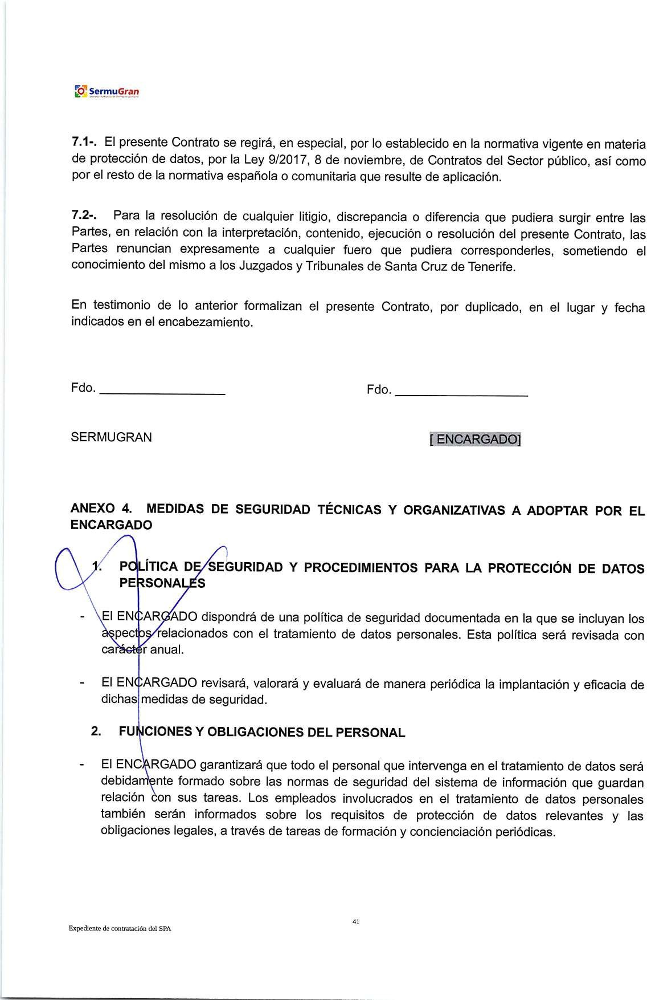 SermuGran
7.1-. El presente Contrato se regirá, en especial, por lo establecido en la normativa vigente en materia
de protección de datos, por la Ley 9/2017, 8 de noviembre, de Contratos del Sector público, así como
por el resto de la normativa española o comunitaria que resulte de aplicación.
7.2-. Para la resolución de cualquier litigio, discrepancia o diferencia que pudiera surgir entre las
Partes, en relación con la interpretación, contenido, ejecución o resolución del presente Contrato, las
Partes renuncian expresamente a cualquier fuero que pudiera corresponderles, sometiendo el
conocimiento del mismo a los Juzgados y Tribunales de Santa Cruz de Tenerife.
En testimonio de lo anterior formalizan el presente Contrato, por duplicado, en el lugar y fecha
indicados en el encabezamiento.
Fdo. ____________________ Fdo. ____________________
SERMUGRAN [ ENCARGADO]
ANEXO 4. MEDIDAS DE SEGURIDAD TÉCNICAS Y ORGANIZATIVAS A ADOPTAR POR EL
ENCARGADO
1. POLÍTICA DE SEGURIDAD Y PROCEDIMIENTOS PARA LA PROTECCIÓN DE DATOS
PERSONALES
- El ENCARGADO dispondrá de una política de seguridad documentada en la que se incluyan los
aspectos relacionados con el tratamiento de datos personales. Esta política será revisada con
carácter anual.
- El ENCARGADO revisará, valorará y evaluará de manera periódica la implantación y eficacia de
dichas medidas de seguridad.
2. FUNCIONES Y OBLIGACIONES DEL PERSONAL
- El ENCARGADO garantizará que todo el personal que intervenga en el tratamiento de datos será
debidamente formado sobre las normas de seguridad del sistema de información que guardan
relación con sus tareas. Los empleados involucrados en el tratamiento de datos personales
también serán informados sobre los requisitos de protección de datos relevantes y las
obligaciones legales, a través de tareas de formación y concienciación periódicas.
41
Expediente de contratación del SPA